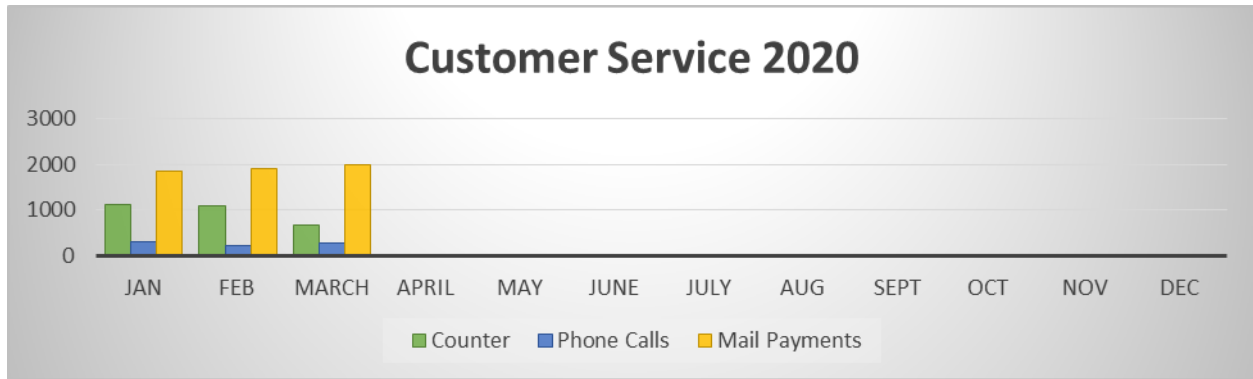 Customer Service 2020
3000
2000
1000
0
JAN FEB MARCH APRIL MAY JUNE JULY AUG SEPT OCT NOV DEC
Counter Phone Calls Mail Payments